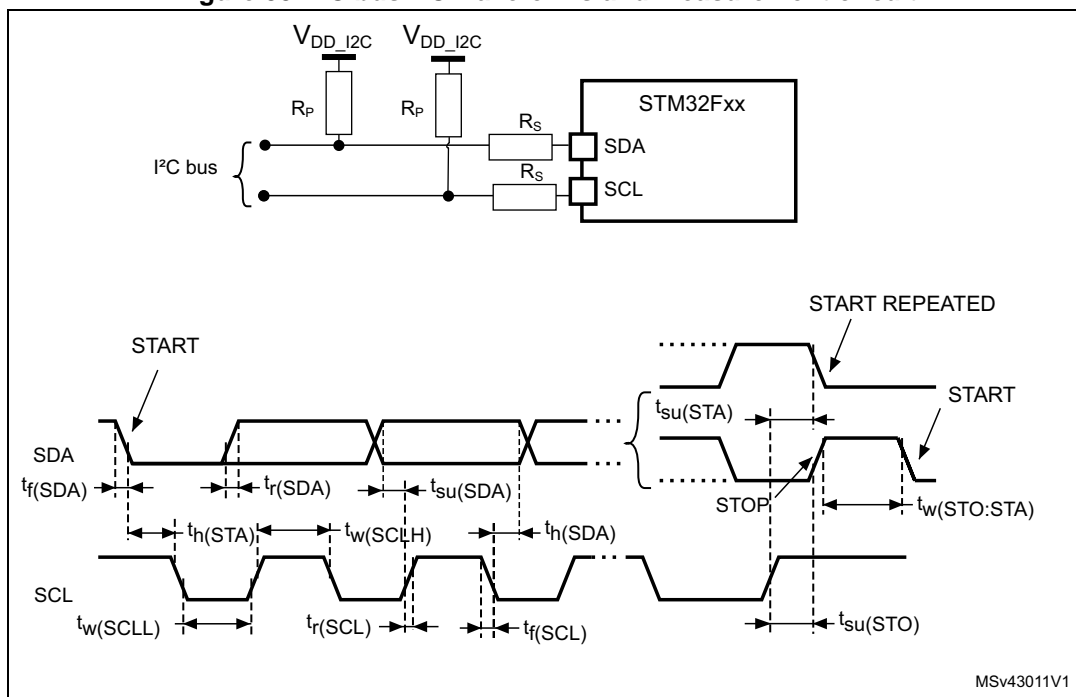 V_DD_I2C
V_DD_I2C
STM32Fxx
R_P
R_P
R_S
SDA
I²C bus
R_S
SCL
START REPEATED
START
START
t_su(STA)
SDA
t_f(SDA)
t_r(SDA)
t_su(SDA)
STOP
t_w(STO:STA)
t_h(STA)
t_w(SCLH)
t_h(SDA)
SCL
t_w(SCLL)
t_r(SCL)
t_f(SCL)
t_su(STO)
MSv43011V1